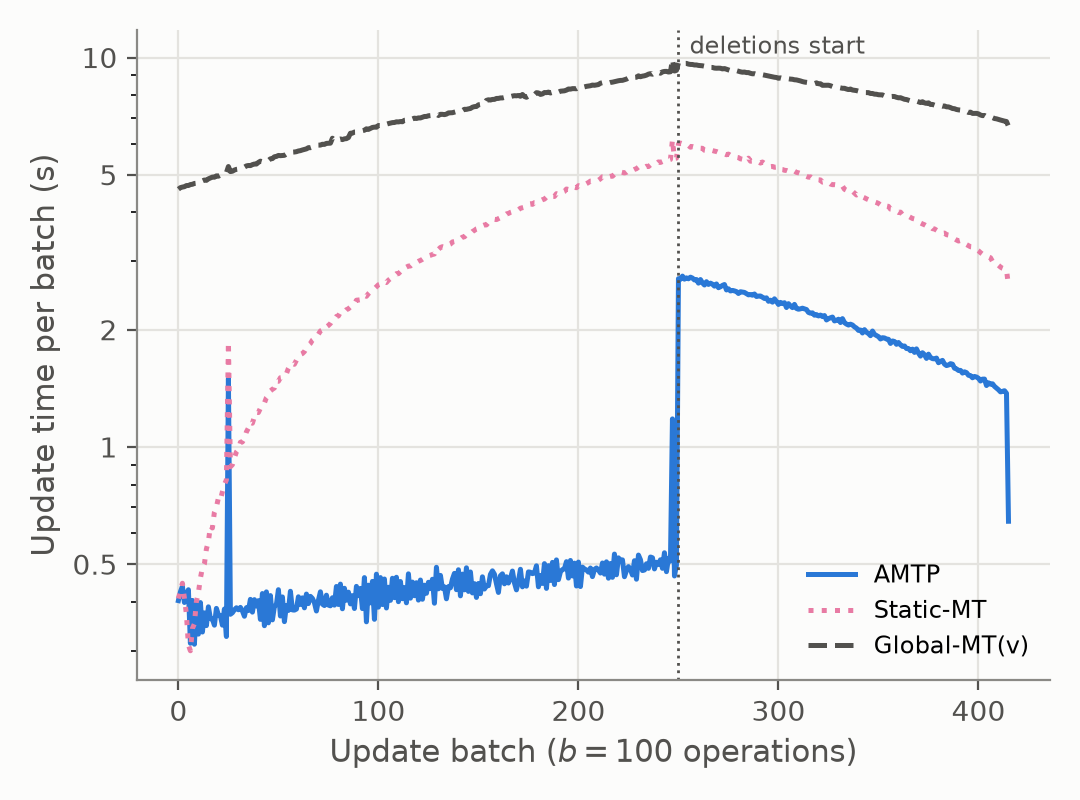 deletions start
10
5
2
1
0.5
Update time per batch (s)
AMTP
Static-MT
Global-MT(v)
0 100 200 300 400
Update batch (b = 100 operations)